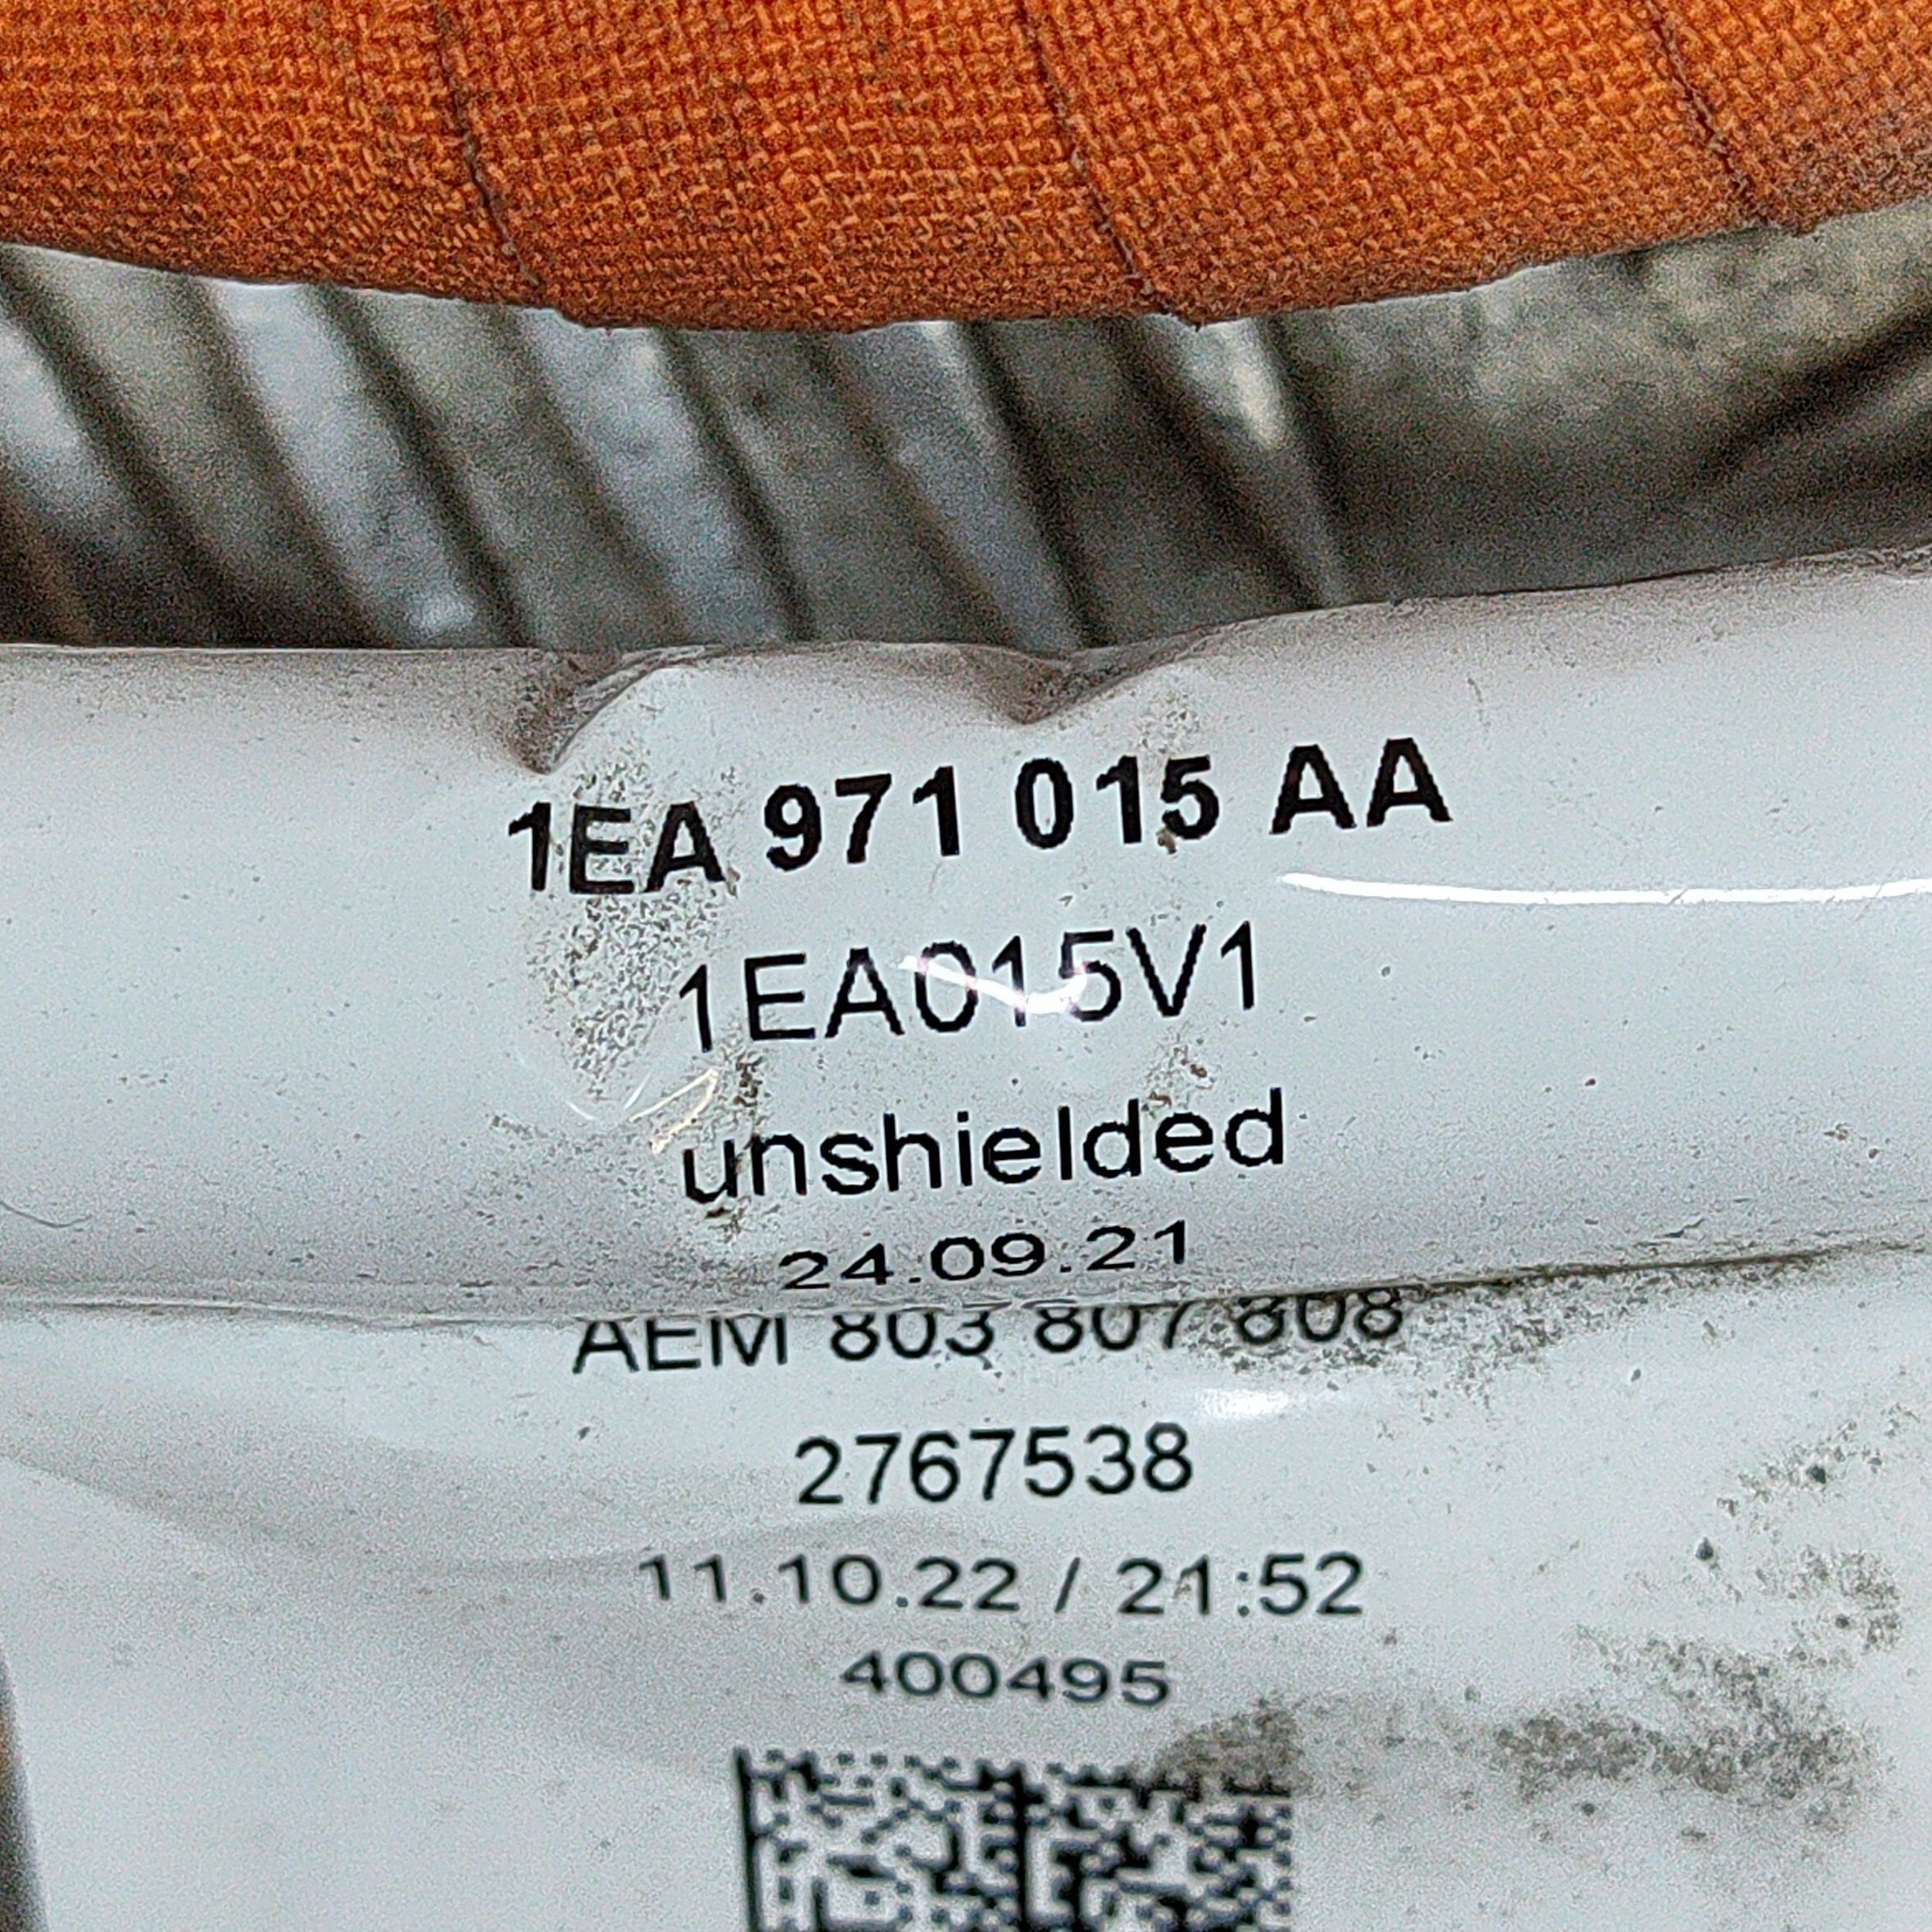 1EA 971 015 AA
1EA015V1
unshielded
24.09.21
AEM 803 807 808
2767538
11.10.22 / 21:52
400495